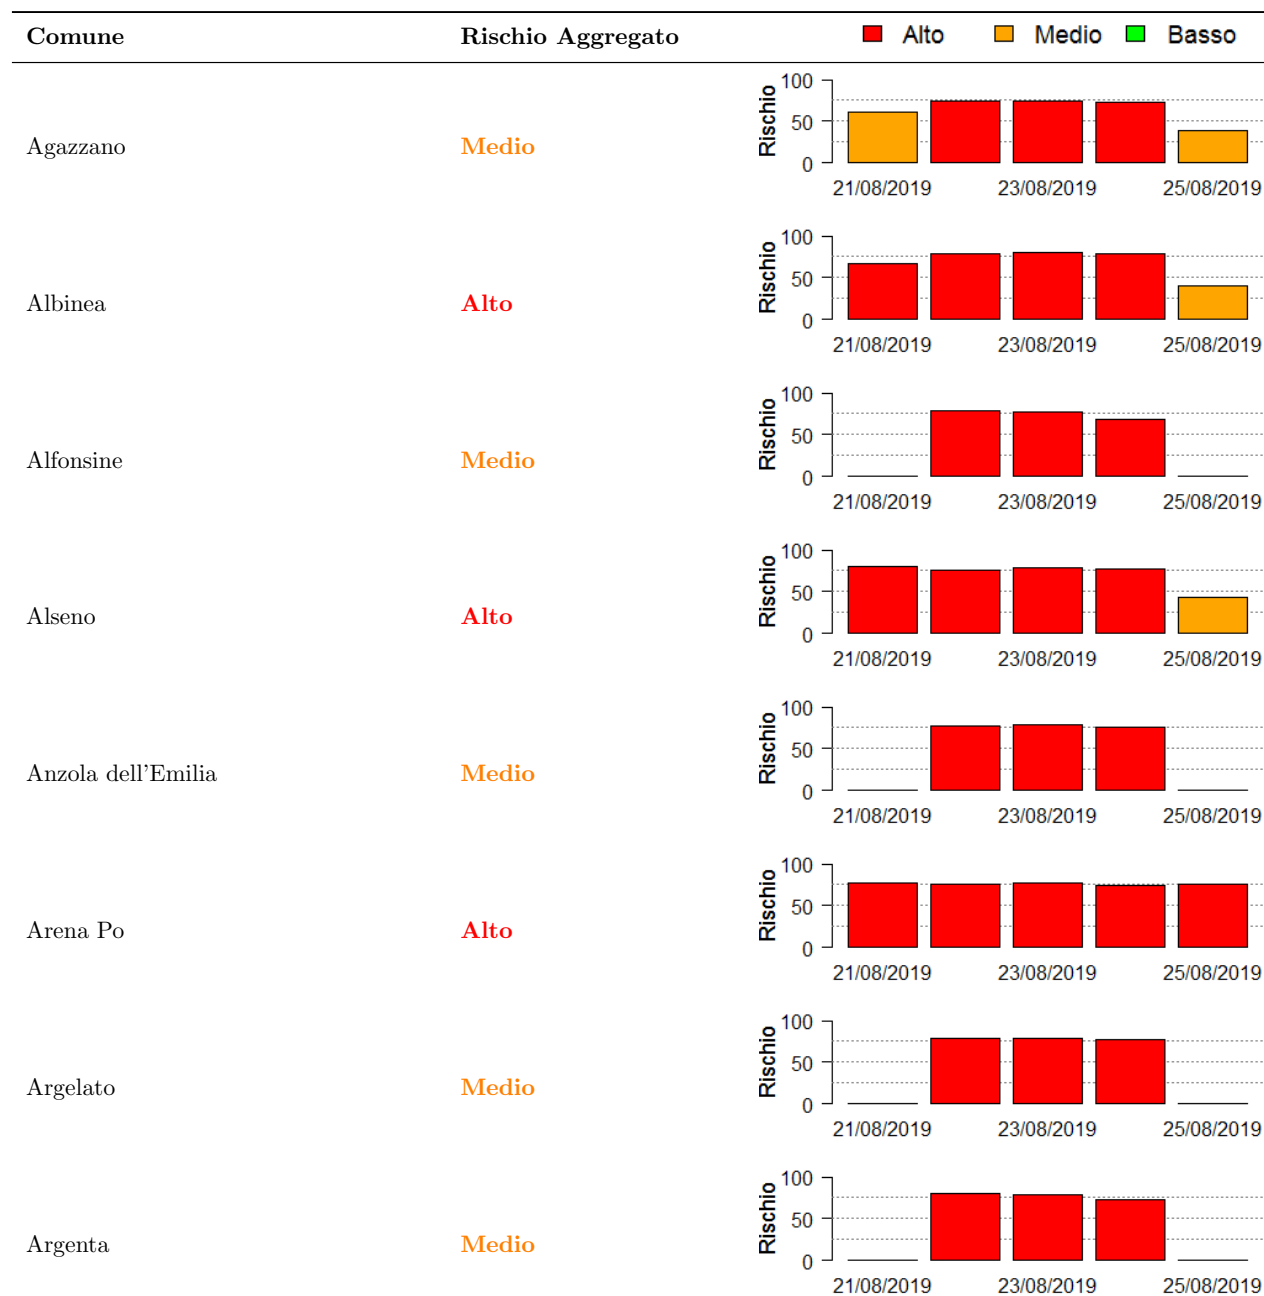 Comune Rischio Aggregato Alto Medio Basso
Agazzano Medio Rischio 100 50 0
21/08/2019 23/08/2019 25/08/2019
Albinea Alto Rischio 100 50 0
21/08/2019 23/08/2019 25/08/2019
Alfonsine Medio Rischio 100 50 0
21/08/2019 23/08/2019 25/08/2019
Alseno Alto Rischio 100 50 0
21/08/2019 23/08/2019 25/08/2019
Anzola dell'Emilia Medio Rischio 100 50 0
21/08/2019 23/08/2019 25/08/2019
Arena Po Alto Rischio 100 50 0
21/08/2019 23/08/2019 25/08/2019
Argelato Medio Rischio 100 50 0
21/08/2019 23/08/2019 25/08/2019
Argenta Medio Rischio 100 50 0
21/08/2019 23/08/2019 25/08/2019